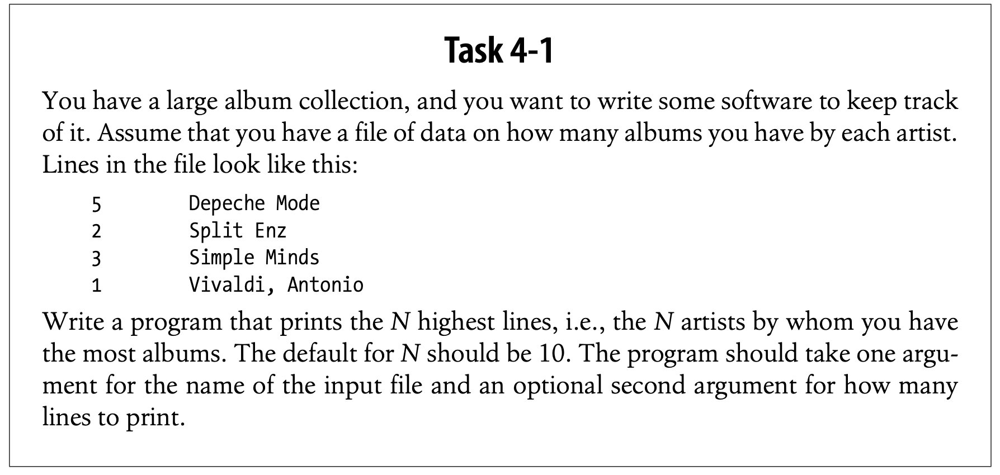 Task 4-1
You have a large album collection, and you want to write some software to keep track
of it. Assume that you have a file of data on how many albums you have by each artist.
Lines in the file look like this:
5 Depeche Mode
2 Split Enz
3 Simple Minds
1 Vivaldi, Antonio
Write a program that prints the N highest lines, i.e., the N artists by whom you have
the most albums. The default for N should be 10. The program should take one argu-
ment for the name of the input file and an optional second argument for how many
lines to print.